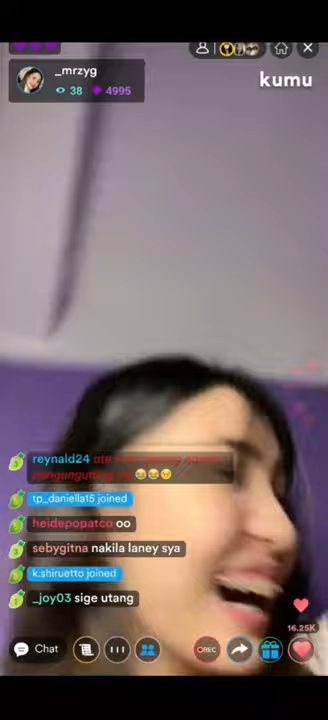 _mrzyg
38 4995
kumu
reynald24 ate
tp_daniella15 joined
heidepopatco oo
sebygitna nakila laney sya
k.shiruetto joined
_joy03 sige utang
16.25K
Chat
REC